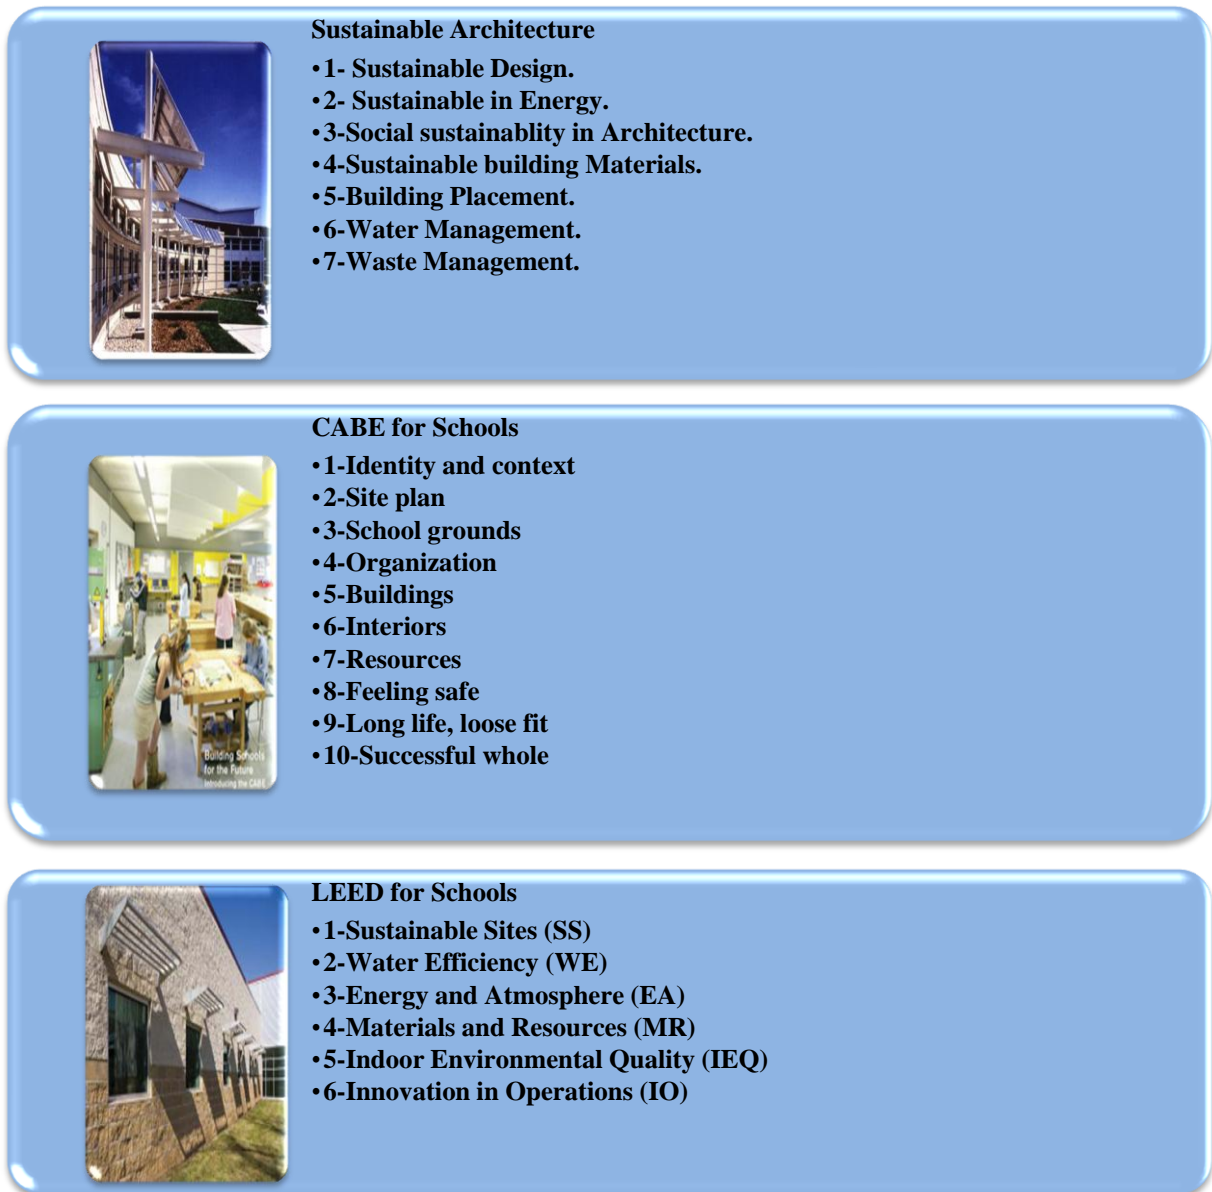 Sustainable Architecture
•1- Sustainable Design.
•2- Sustainable in Energy.
•3-Social sustainablity in Architecture.
•4-Sustainable building Materials.
•5-Building Placement.
•6-Water Management.
•7-Waste Management.
CABE for Schools
•1-Identity and context
•2-Site plan
•3-School grounds
•4-Organization
•5-Buildings
•6-Interiors
•7-Resources
•8-Feeling safe
•9-Long life, loose fit
•10-Successful whole
Building Schools
for the Future
Introducing the CABE
LEED for Schools
•1-Sustainable Sites (SS)
•2-Water Efficiency (WE)
•3-Energy and Atmosphere (EA)
•4-Materials and Resources (MR)
•5-Indoor Environmental Quality (IEQ)
•6-Innovation in Operations (IO)